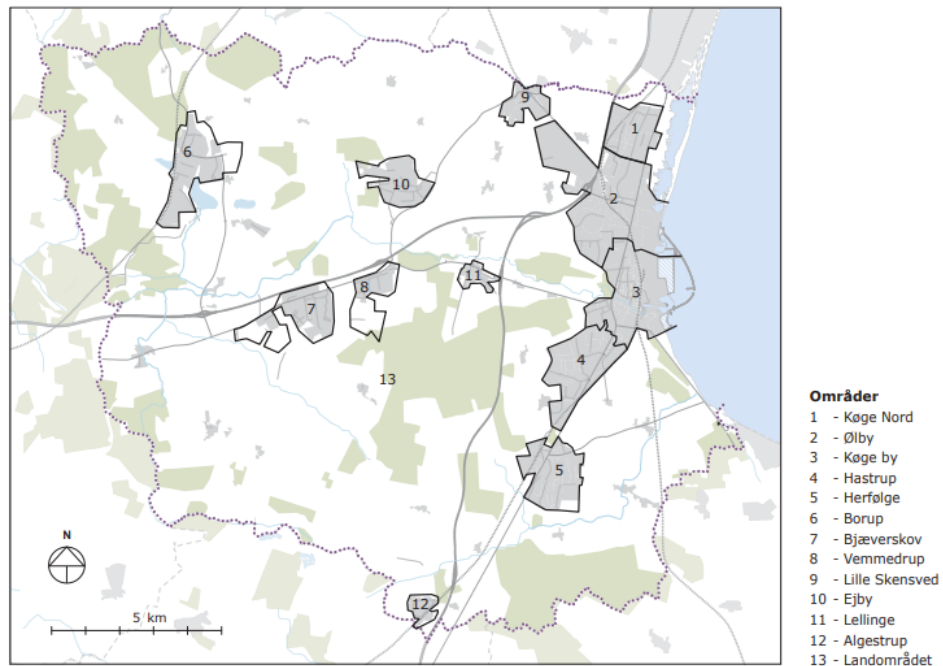 9
1
6
10
2
11
8
3
7
4
13
5
N
12
5 km
Områder
1 - Køge Nord
2 - Ølby
3 - Køge by
4 - Hastrup
5 - Herfølge
6 - Borup
7 - Bjæverskov
8 - Vemmedrup
9 - Lille Skensved
10 - Ejby
11 - Lellinge
12 - Algestrup
13 - Landområdet